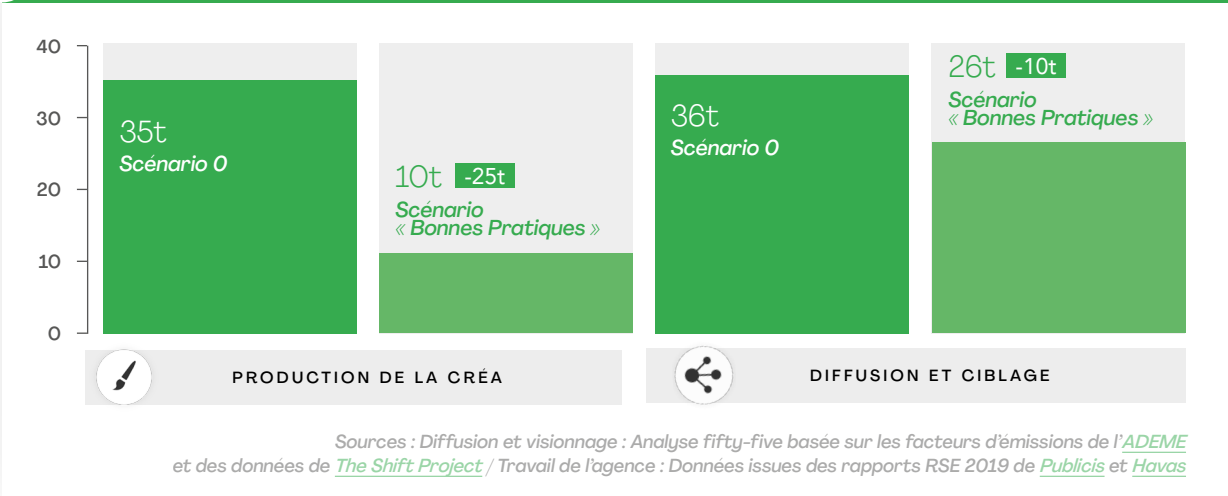 40
30
20
10
0
35t
Scénario 0
10t -25t
Scénario
« Bonnes Pratiques »
36t
Scénario 0
26t -10t
Scénario
« Bonnes Pratiques »
PRODUCTION DE LA CRÉA
DIFFUSION ET CIBLAGE
Sources : Diffusion et visionnage : Analyse fifty-five basée sur les facteurs d'émissions de l'ADEME
et des données de The Shift Project / Travail de l'agence : Données issues des rapports RSE 2019 de Publicis et Havas